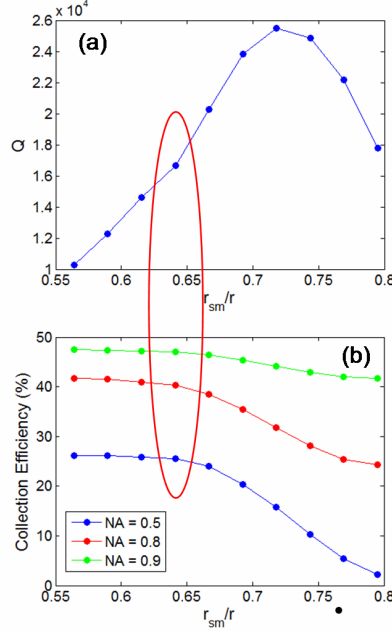 x 10⁴
2.6
(a)
2.4
2.2
2
Q
1.8
1.6
1.4
1.2
1
0.55 0.6 0.65 0.7 0.75 0.8
r_sm/r
50
(b)
40
30
Collection Efficiency (%)
20
10
0
NA = 0.5
NA = 0.8
NA = 0.9
0.55 0.6 0.65 0.7 0.75 0.8
r_sm/r